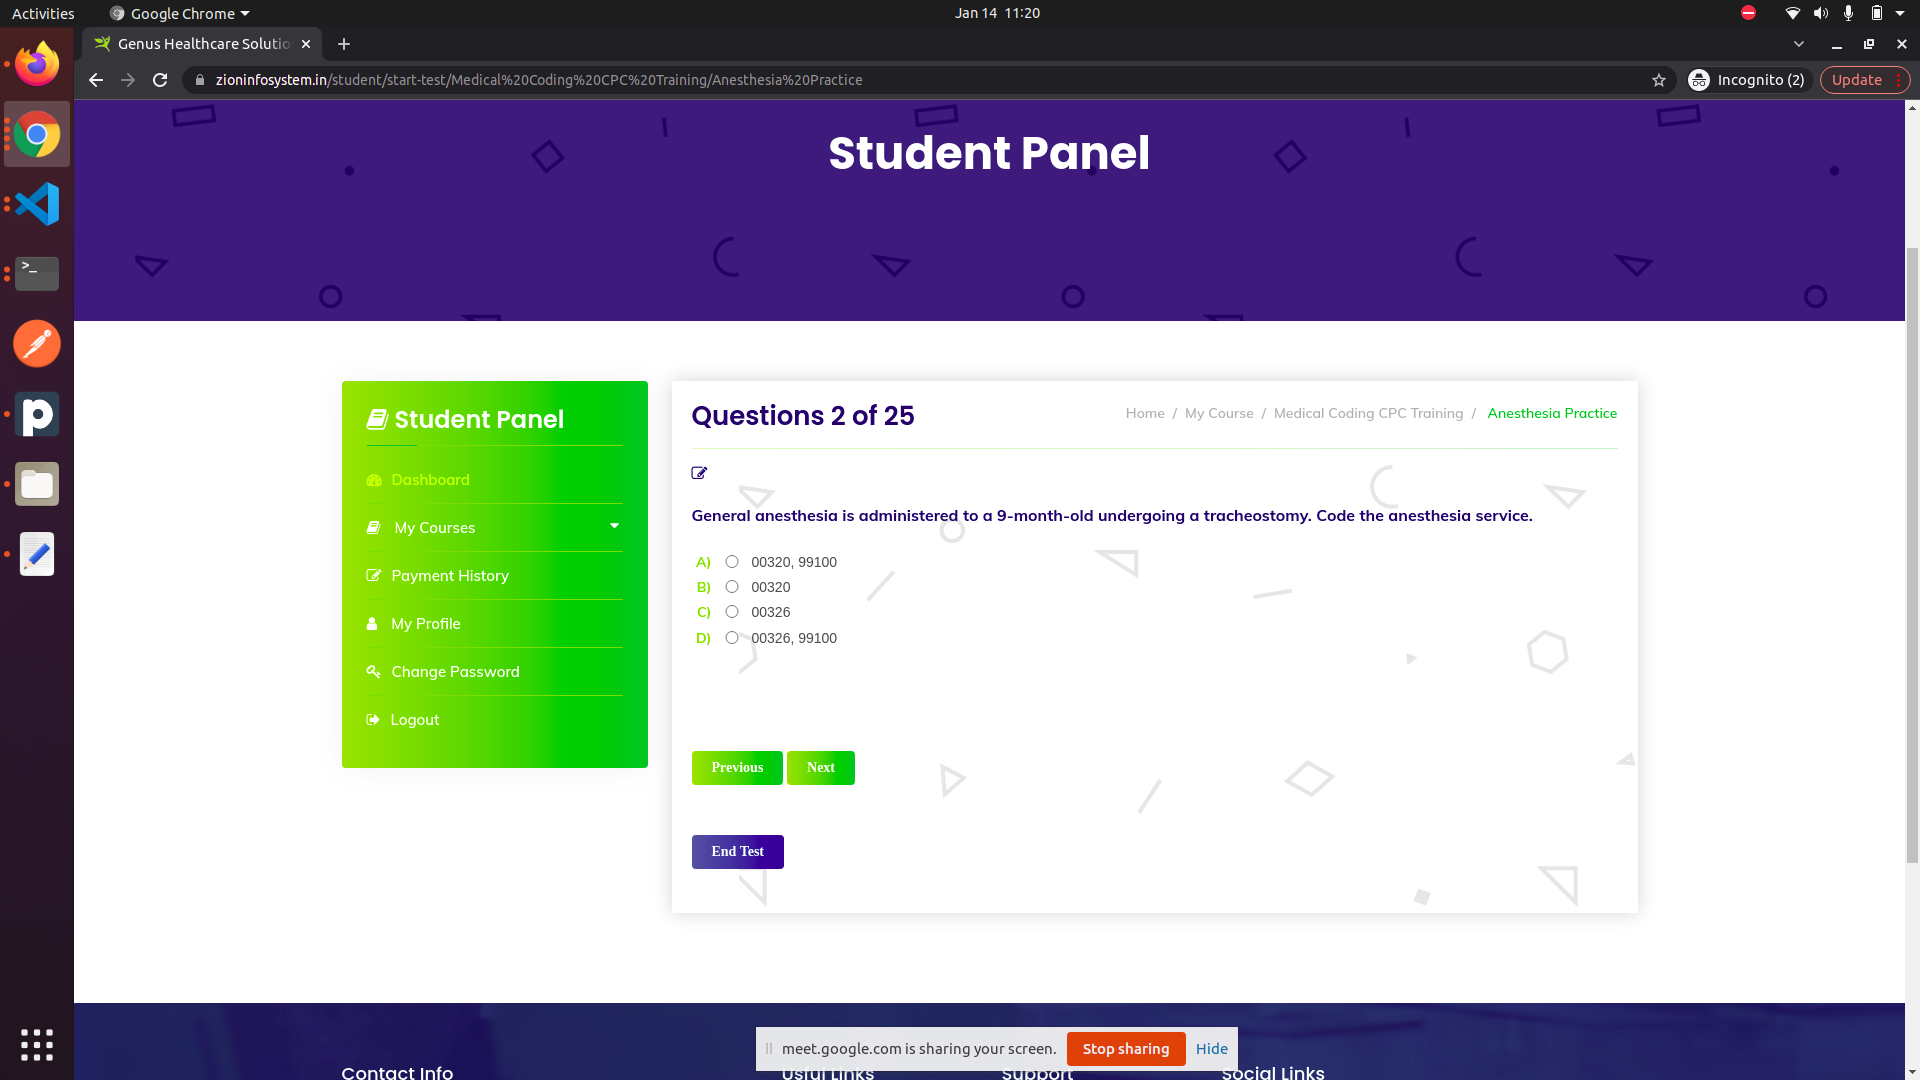 Activities
Google Chrome
Jan 14 11:20
Genus Healthcare Solutio
zioninfosystem.in/student/start-test/Medical%20Coding%20CPC%20Training/Anesthesia%20Practice
Incognito (2)
Update
Student Panel
Student Panel
Dashboard
My Courses
Payment History
My Profile
Change Password
Logout
Questions 2 of 25
Home / My Course / Medical Coding CPC Training / Anesthesia Practice
General anesthesia is administered to a 9-month-old undergoing a tracheostomy. Code the anesthesia service.
A) 00320, 99100
B) 00320
C) 00326
D) 00326, 99100
Previous
Next
End Test
meet.google.com is sharing your screen.
Stop sharing
Hide
Contact Info
Usful Links
Support
Social Links